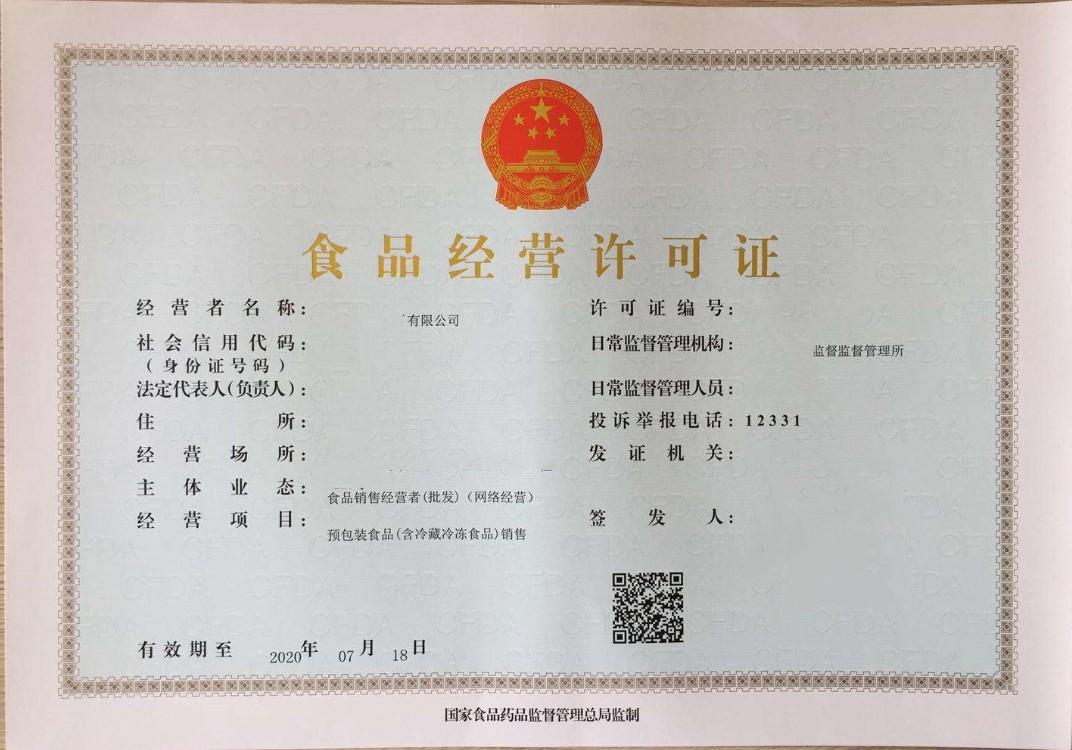 食品经营许可证
经营者名称：
有限公司
社会信用代码：
（身份证号码）
法定代表人(负责人)：
住所：
经营场所：
主体业态：食品销售经营者(批发)（网络经营）
经营项目：预包装食品(含冷藏冷冻食品)销售
许可证编号：
日常监督管理机构：
监督监督管理所
日常监督管理人员：
投诉举报电话：12331
发证机关：
签发人：
有效期至 2020年 07月 18日
国家食品药品监督管理总局监制